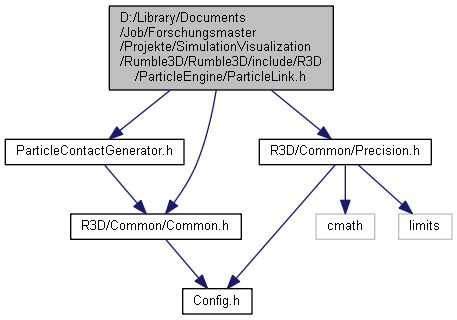 D:/Library/Documents
/Job/Forschungsmaster
/Projekte/SimulationVisualization
/Rumble3D/Rumble3D/include/R3D
/ParticleEngine/ParticleLink.h
ParticleContactGenerator.h
R3D/Common/Precision.h
R3D/Common/Common.h
cmath
limits
Config.h